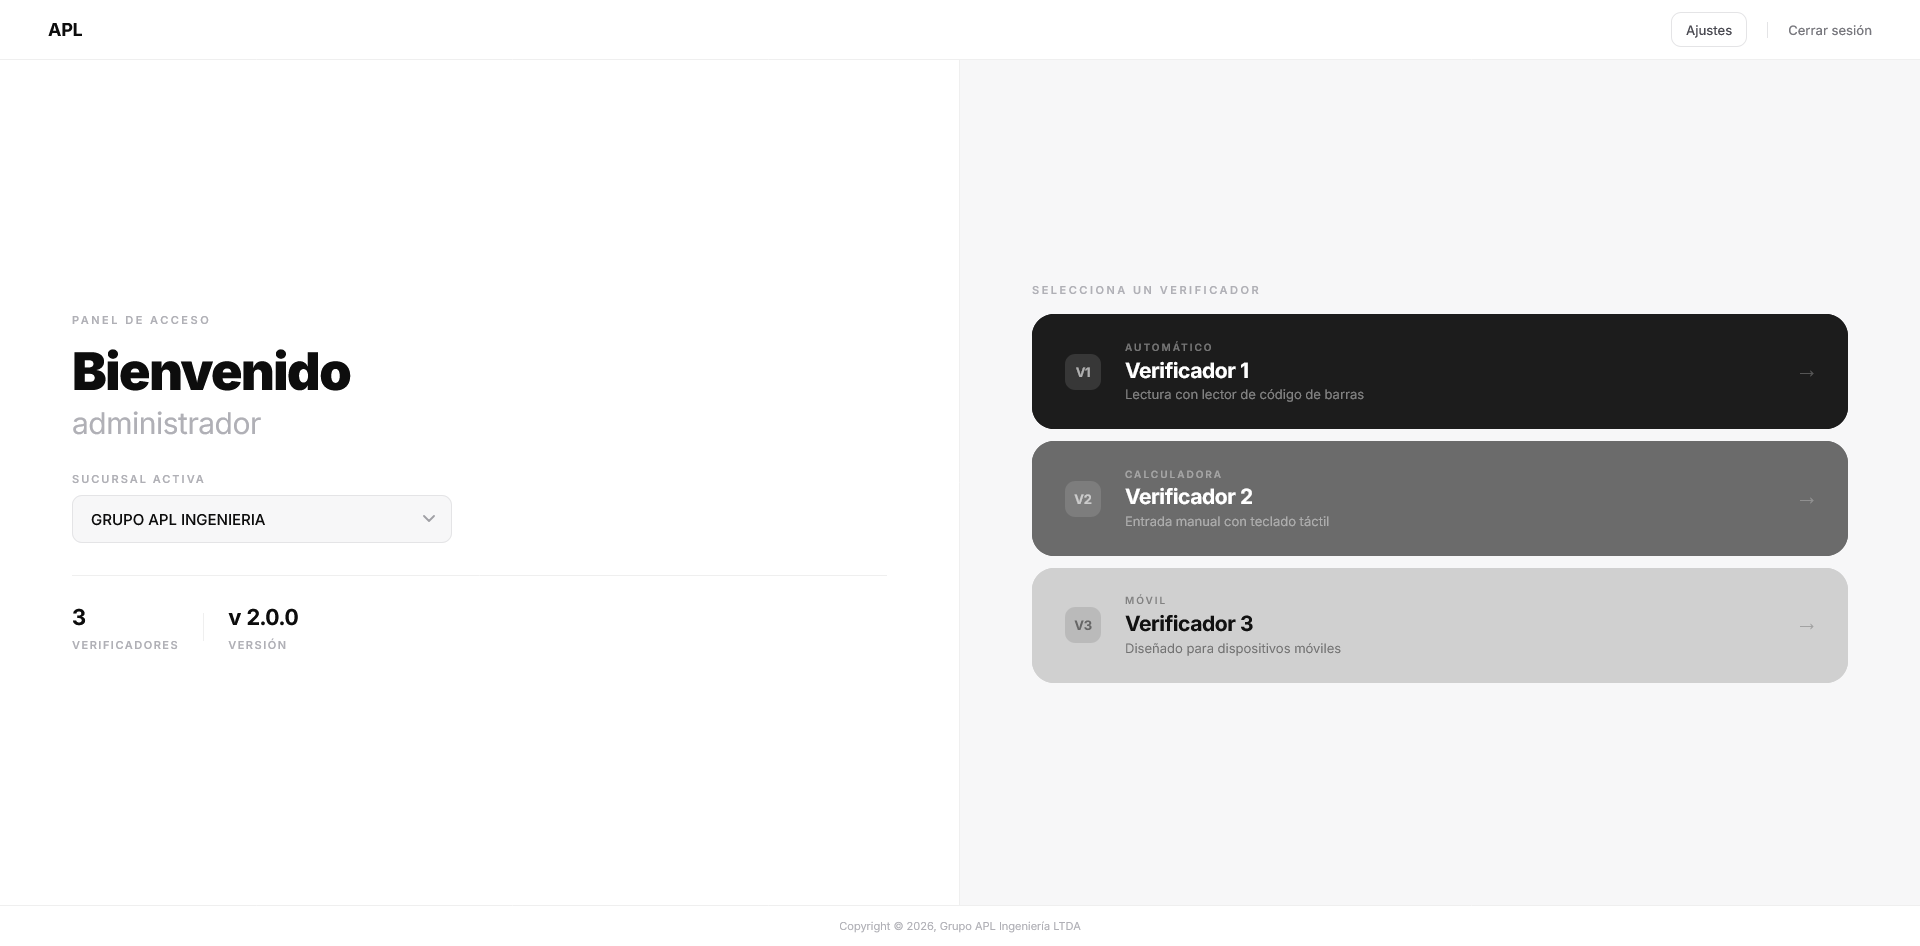 APL
Ajustes
Cerrar sesión
PANEL DE ACCESO
Bienvenido
administrador
SUCURSAL ACTIVA
GRUPO APL INGENIERIA
3
VERIFICADORES
v 2.0.0
VERSIÓN
SELECCIONA UN VERIFICADOR
V1
AUTOMÁTICO
Verificador 1
Lectura con lector de código de barras
→
V2
CALCULADORA
Verificador 2
Entrada manual con teclado táctil
→
V3
MÓVIL
Verificador 3
Diseñado para dispositivos móviles
→
Copyright © 2026, Grupo APL Ingeniería LTDA